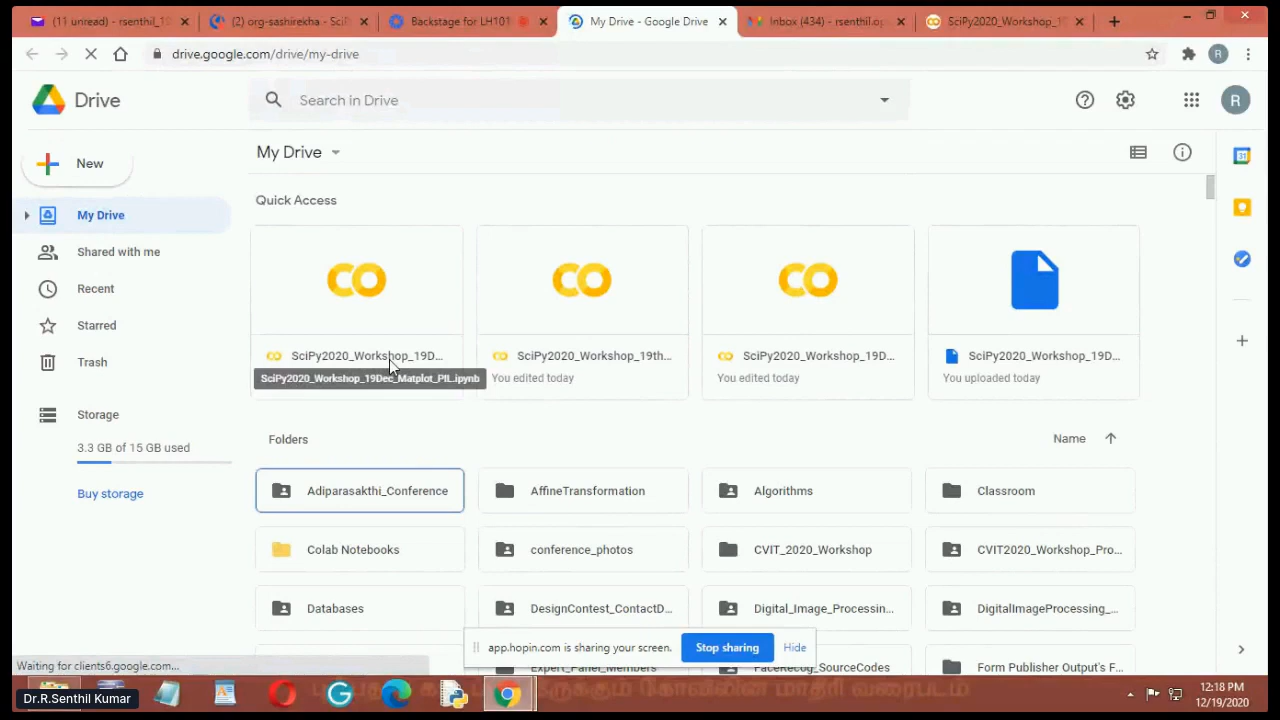 (11 unread) - rsenthil_1
(2) org-sashirekha - SciP
Backstage for LH101
My Drive - Google Drive
Inbox (434) - rsenthil.op
SciPy2020_Workshop_1
drive.google.com/drive/my-drive
R
Drive
Search in Drive
R
New
My Drive
Shared with me
Recent
Starred
Trash
Storage
3.3 GB of 15 GB used
Buy storage
My Drive
Quick Access
SciPy2020_Workshop_19D...
SciPy2020_Workshop_19th...
SciPy2020_Workshop_19D...
SciPy2020_Workshop_19D...
SciPy2020_Workshop_19Dec_Matplot_PIL.ipynb
You edited today
You edited today
You uploaded today
Folders
Name
Adiparasakthi_Conference
AffineTransformation
Algorithms
Classroom
Colab Notebooks
conference_photos
CVIT_2020_Workshop
CVIT2020_Workshop_Pro...
Databases
DesignContest_ContactD...
Digital_Image_Processin...
DigitalImageProcessing_...
app.hopin.com is sharing your screen.
Stop sharing
Hide
Expert_Panel_Members
FaceRecog_SourceCodes
Form Publisher Output's F...
Waiting for clients6.google.com...
Dr.R.Senthil Kumar
12:18 PM
12/19/2020